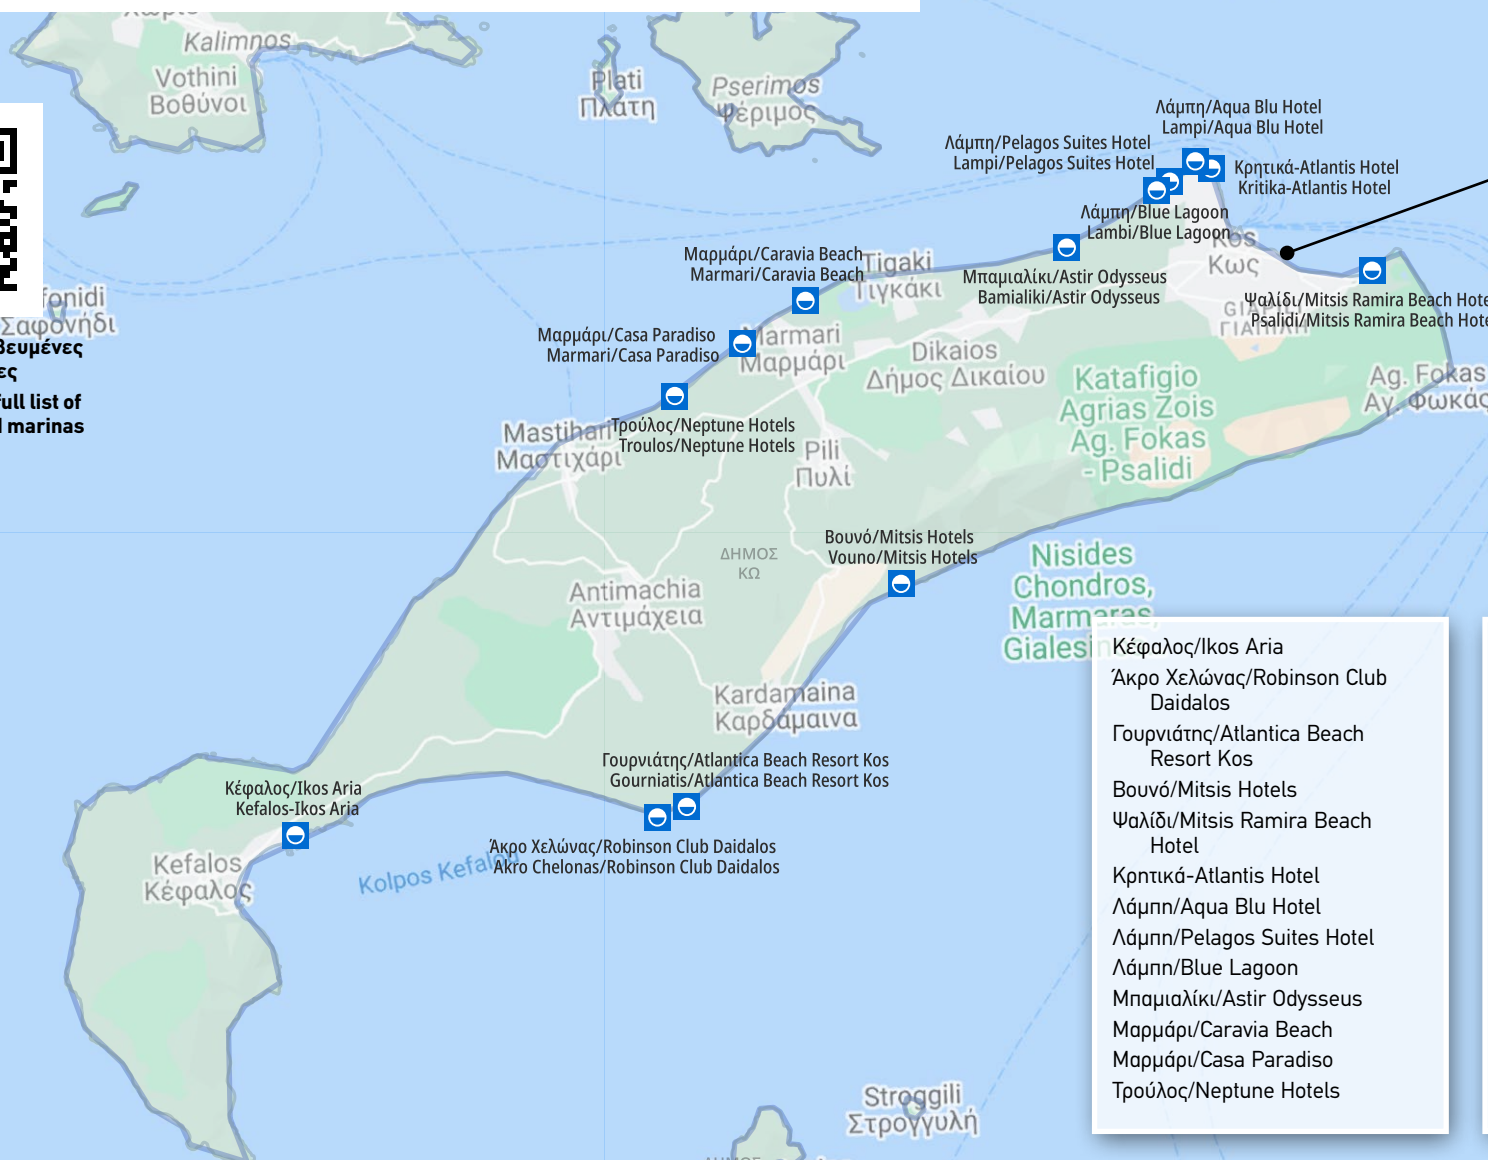 Kalimnos
Vothini
Βοθύνοι
Plati
Πλάτη
Pserimos
Ψέριμος
Λάμπη/Aqua Blu Hotel
Lampi/Aqua Blu Hotel
Λάμπη/Pelagos Suites Hotel
Lampi/Pelagos Suites Hotel
Κρητικά-Atlantis Hotel
Kritika-Atlantis Hotel
Λάμπη/Blue Lagoon
Lambi/Blue Lagoon
Kos
Κως
Μαρμάρι/Caravia Beach
Marmari/Caravia Beach
Tigaki
Τιγκάκι
Μπαμιαλίκι/Astir Odysseus
Bamialiki/Astir Odysseus
Ψαλίδι/Mitsis Ramira Beach Hote
Psalidi/Mitsis Ramira Beach Hote
fonidi
Σαφονήδι
βευμένες
ες
full list of
marinas
Μαρμάρι/Casa Paradiso
Marmari/Casa Paradiso
Marmari
Μαρμάρι
Dikaios
Δήμος Δικαίου
Katafigio
Agrias Zois
Ag. Fokas
- Psalidi
Ag. Fokas
Αγ. Φωκάς
Mastihari
Μαστιχάρι
Τρούλος/Neptune Hotels
Troulos/Neptune Hotels
Pili
Πυλί
Βουνό/Mitsis Hotels
Vouno/Mitsis Hotels
ΔΗΜΟΣ
ΚΩ
Antimachia
Αντιμάχεια
Nisides
Chondros,
Marmaras,
Kardamaina
Καρδάμαινα
Γουρνιάτης/Atlantica Beach Resort Kos
Gourniatis/Atlantica Beach Resort Kos
Κέφαλος/Ikos Aria
Kefalos-Ikos Aria
Άκρο Χελώνας/Robinson Club Daidalos
Akro Chelonas/Robinson Club Daidalos
Kefalos
Κέφαλος
Kolpos Kefalou
Κέφαλος/Ikos Aria
Άκρο Χελώνας/Robinson Club
Daidalos
Γουρνιάτης/Atlantica Beach
Resort Kos
Βουνό/Mitsis Hotels
Ψαλίδι/Mitsis Ramira Beach
Hotel
Κρητικά-Atlantis Hotel
Λάμπη/Aqua Blu Hotel
Λάμπη/Pelagos Suites Hotel
Λάμπη/Blue Lagoon
Μπαμιαλίκι/Astir Odysseus
Μαρμάρι/Caravia Beach
Μαρμάρι/Casa Paradiso
Τρούλος/Neptune Hotels
Stroggili
Στρογγυλή